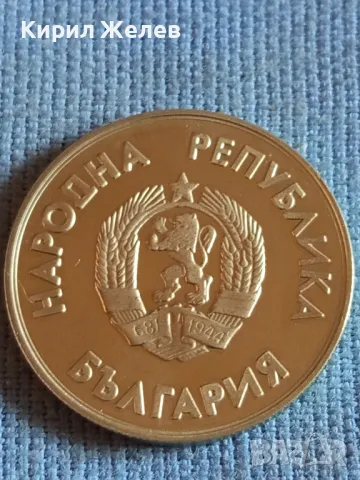 Кирил Желев
НАРОДНА РЕПУБЛИКА
681 1944
БЪЛГАРИЯ